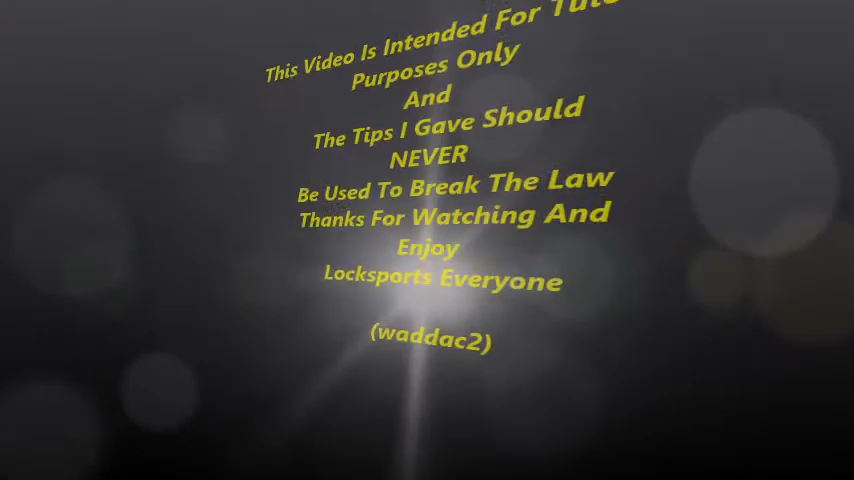 This Video Is Intended For
Purposes Only
And
The Tips I Gave Should
NEVER
Be Used To Break The Law
Thanks For Watching And
Enjoy
Locksports Everyone
(waddac2)